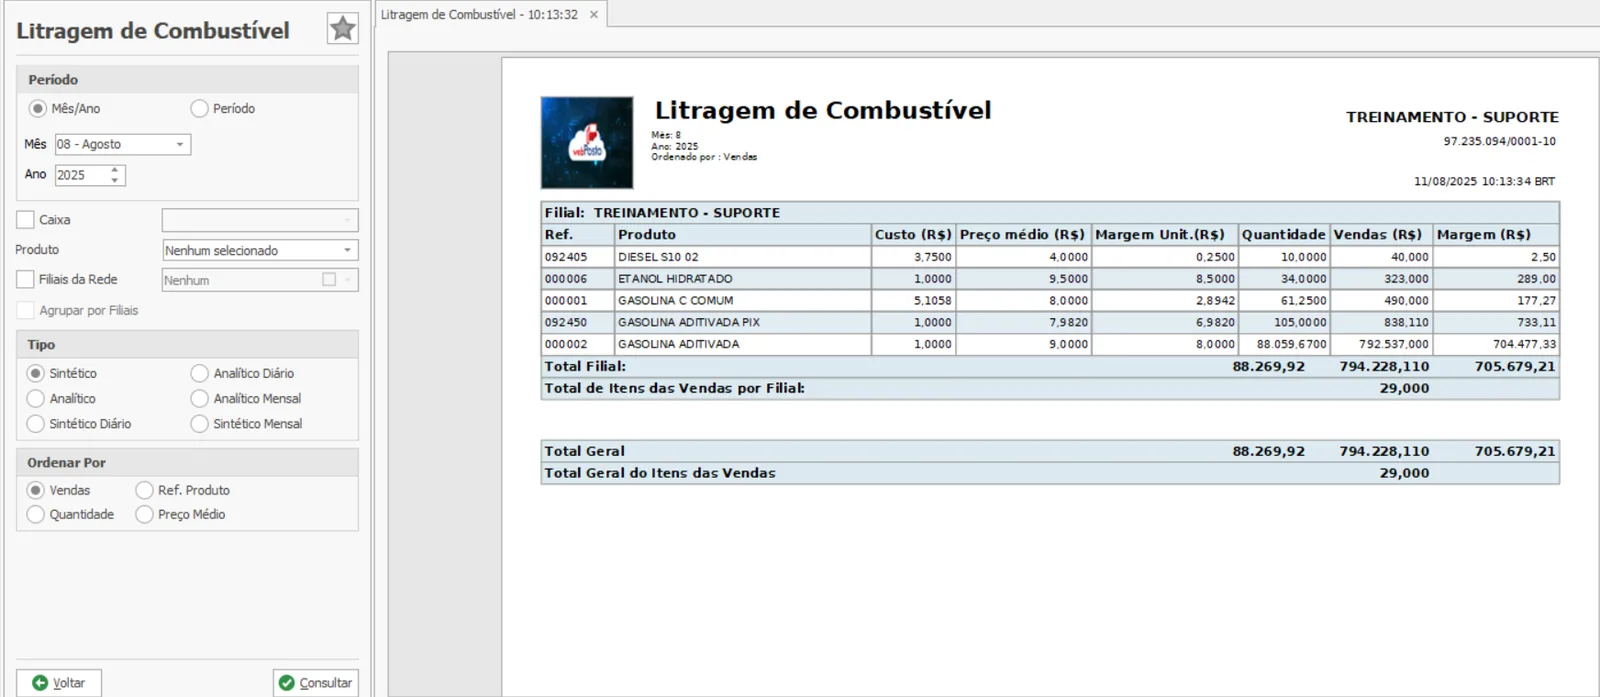 Litragem de Combustível
Período
Mês/Ano Período
Mês 08 - Agosto
Ano 2025
Caixa
Produto Nenhum selecionado
Filiais da Rede Nenhum
Agrupar por Filiais
Tipo
Sintético Analítico Diário
Analítico Analítico Mensal
Sintético Diário Sintético Mensal
Ordenar Por
Vendas Ref. Produto
Quantidade Preço Médio
Voltar Consultar
Litragem de Combustível - 10:13:32 ×
webPosto
Litragem de Combustível
Mês: 8
Ano: 2025
Ordenado por : Vendas
TREINAMENTO - SUPORTE
97.235.094/0001-10
11/08/2025 10:13:34 BRT
Filial: TREINAMENTO - SUPORTE
Ref. Produto Custo (R$) Preço médio (R$) Margem Unit.(R$) Quantidade Vendas (R$) Margem (R$)
092405 DIESEL S10 02 3,7500 4,0000 0,2500 10,0000 40,000 2,50
000006 ETANOL HIDRATADO 1,0000 9,5000 8,5000 34,0000 323,000 289,00
000001 GASOLINA C COMUM 5,1058 8,0000 2,8942 61,2500 490,000 177,27
092450 GASOLINA ADITIVADA PIX 1,0000 7,9820 6,9820 105,0000 838,110 733,11
000002 GASOLINA ADITIVADA 1,0000 9,0000 8,0000 88.059,6700 792.537,000 704.477,33
Total Filial: 88.269,92 794.228,110 705.679,21
Total de Itens das Vendas por Filial: 29,000
Total Geral 88.269,92 794.228,110 705.679,21
Total Geral do Itens das Vendas 29,000